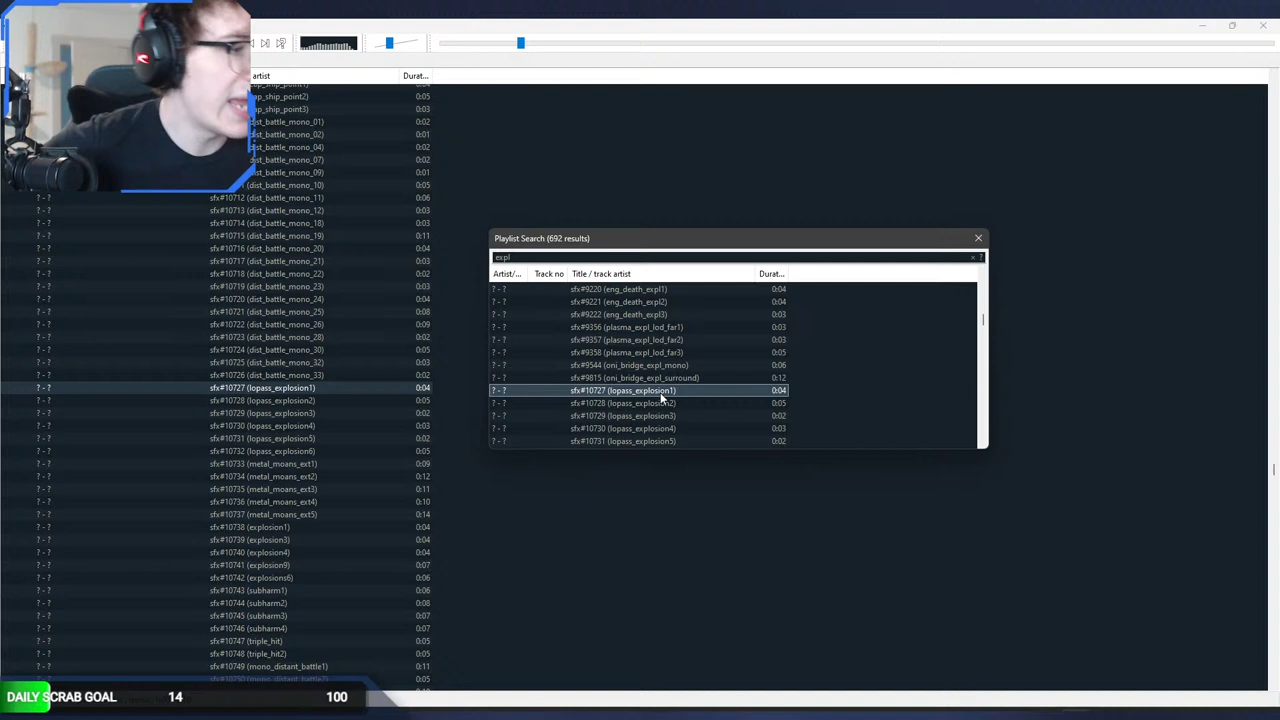 artist Durat...
ap_ship_point1) 0:04
ap_ship_point2) 0:05
ap_ship_point3) 0:03
dist_battle_mono_01) 0:02
dist_battle_mono_02) 0:01
dist_battle_mono_04) 0:02
dist_battle_mono_07) 0:02
dist_battle_mono_09) 0:01
dist_battle_mono_10) 0:05
? - ? sfx#10712 (dist_battle_mono_11) 0:06
? - ? sfx#10713 (dist_battle_mono_12) 0:03
? - ? sfx#10714 (dist_battle_mono_18) 0:03
? - ? sfx#10715 (dist_battle_mono_19) 0:11
? - ? sfx#10716 (dist_battle_mono_20) 0:04
? - ? sfx#10717 (dist_battle_mono_21) 0:03
? - ? sfx#10718 (dist_battle_mono_22) 0:02
? - ? sfx#10719 (dist_battle_mono_23) 0:03
? - ? sfx#10720 (dist_battle_mono_24) 0:04
? - ? sfx#10721 (dist_battle_mono_25) 0:08
? - ? sfx#10722 (dist_battle_mono_26) 0:09
? - ? sfx#10723 (dist_battle_mono_28) 0:02
? - ? sfx#10724 (dist_battle_mono_30) 0:05
? - ? sfx#10725 (dist_battle_mono_32) 0:03
? - ? sfx#10726 (dist_battle_mono_33) 0:02
? - ? sfx#10727 (lopass_explosion1) 0:04
? - ? sfx#10728 (lopass_explosion2) 0:05
? - ? sfx#10729 (lopass_explosion3) 0:02
? - ? sfx#10730 (lopass_explosion4) 0:03
? - ? sfx#10731 (lopass_explosion5) 0:02
? - ? sfx#10732 (lopass_explosion6) 0:05
? - ? sfx#10733 (metal_moans_ext1) 0:09
? - ? sfx#10734 (metal_moans_ext2) 0:12
? - ? sfx#10735 (metal_moans_ext3) 0:11
? - ? sfx#10736 (metal_moans_ext4) 0:10
? - ? sfx#10737 (metal_moans_ext5) 0:14
? - ? sfx#10738 (explosion1) 0:04
? - ? sfx#10739 (explosion3) 0:04
? - ? sfx#10740 (explosion4) 0:04
? - ? sfx#10741 (explosion9) 0:07
? - ? sfx#10742 (explosions6) 0:06
? - ? sfx#10743 (subharm1) 0:06
? - ? sfx#10744 (subharm2) 0:08
? - ? sfx#10745 (subharm3) 0:07
? - ? sfx#10746 (subharm4) 0:07
? - ? sfx#10747 (triple_hit) 0:05
? - ? sfx#10748 (triple_hit2) 0:05
? - ? sfx#10749 (mono_distant_battle1) 0:11
0:05
Playlist Search (692 results)
expl × ?
Artist/... Track no Title / track artist Durat...
? - ? sfx#9220 (eng_death_expl1) 0:04
? - ? sfx#9221 (eng_death_expl2) 0:04
? - ? sfx#9222 (eng_death_expl3) 0:03
? - ? sfx#9356 (plasma_expl_lod_far1) 0:03
? - ? sfx#9357 (plasma_expl_lod_far2) 0:03
? - ? sfx#9358 (plasma_expl_lod_far3) 0:05
? - ? sfx#9544 (oni_bridge_expl_mono) 0:06
? - ? sfx#9815 (oni_bridge_expl_surround) 0:12
? - ? sfx#10727 (lopass_explosion1) 0:04
? - ? sfx#10728 (lopass_explosion2) 0:05
? - ? sfx#10729 (lopass_explosion3) 0:02
? - ? sfx#10730 (lopass_explosion4) 0:03
? - ? sfx#10731 (lopass_explosion5) 0:02
DAILY SCRAB GOAL 14 100